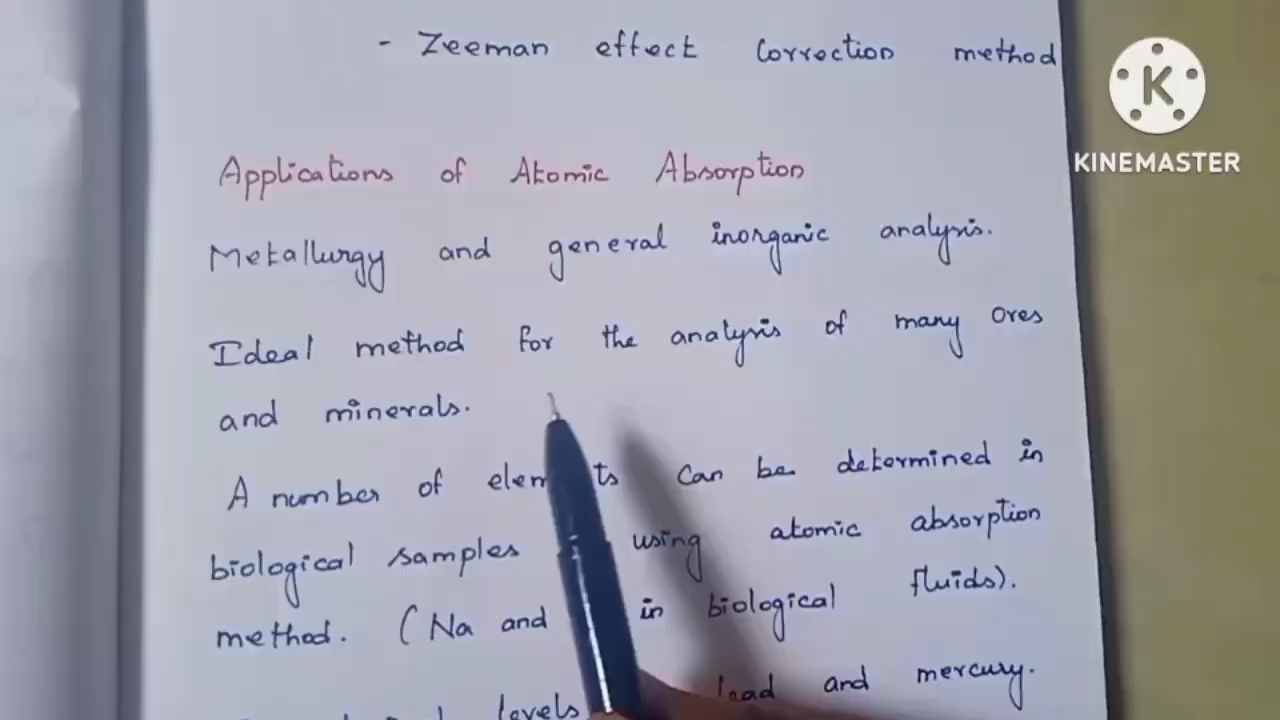 - Zeeman effect correction method
K
KINEMASTER
Applications of Atomic Absorption
Metallurgy and general inorganic analysis.
Ideal method for the analysis of many ores
and minerals.
A number of can be determined in
biological samples using atomic absorption
method. (Na and in biological fluids).
levels lead and mercury.